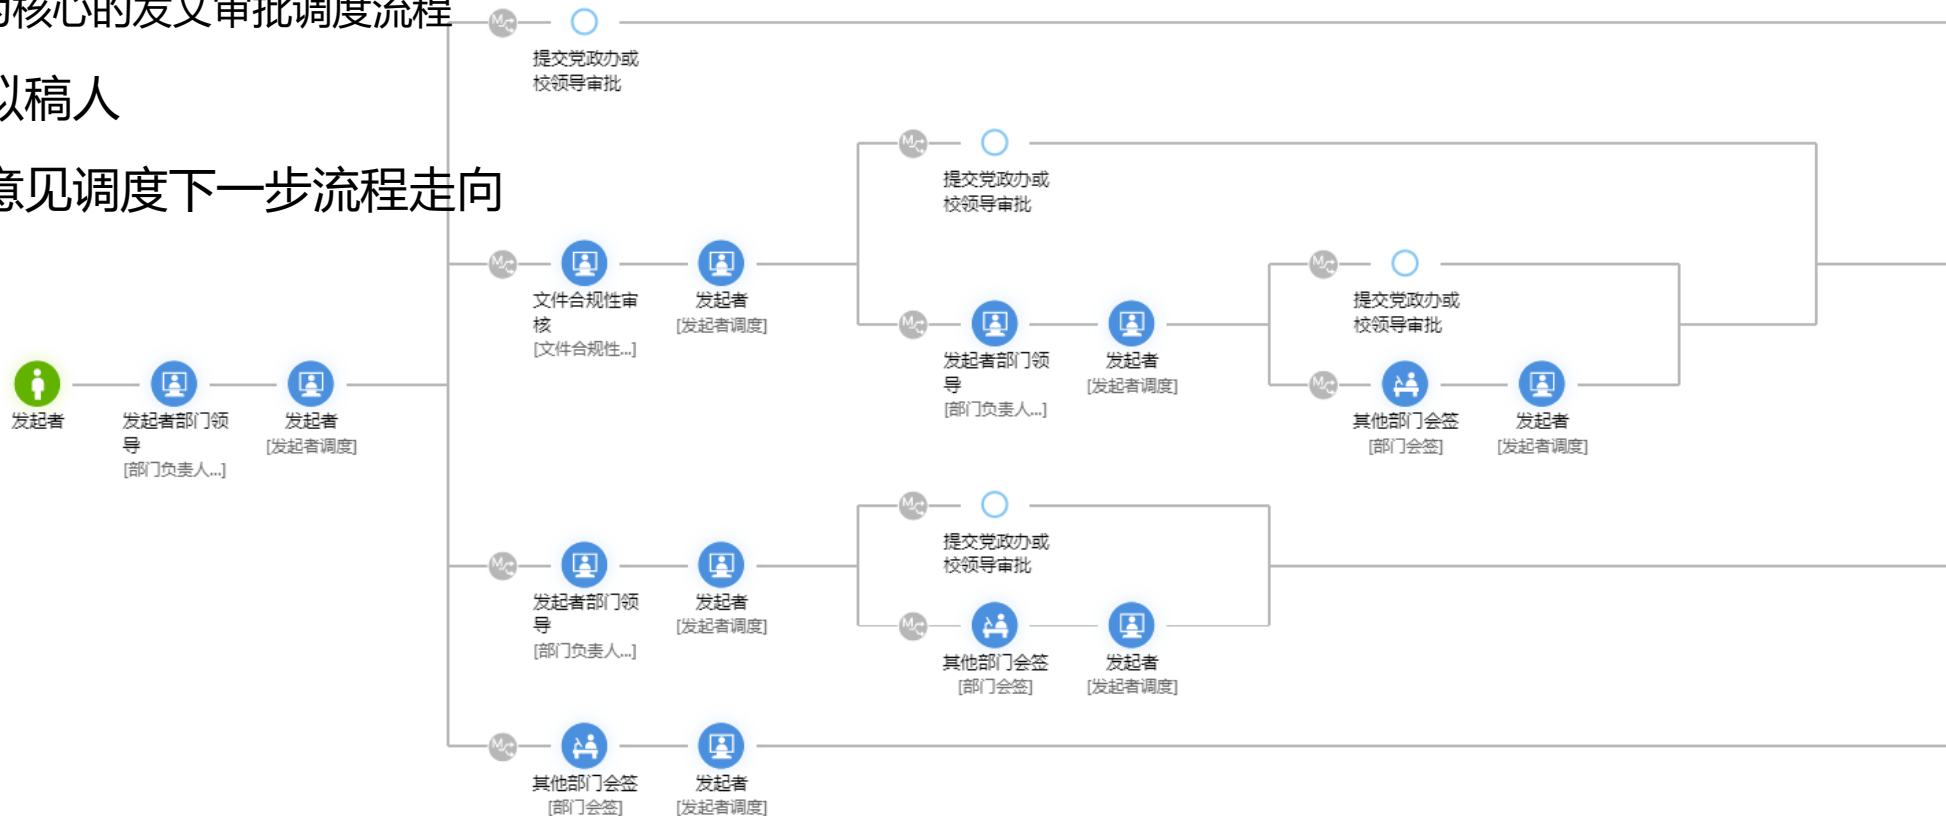 核心的发文审批调度流程
提交党政办或
校领导审批
拟稿人
意见调度下一步流程走向
提交党政办或
校领导审批
文件合规性审
核
[文件合规性...]
发起者
[发起者调度]
提交党政办或
校领导审批
发起者部门领
导
[部门负责人...]
发起者
[发起者调度]
发起者
发起者部门领
导
[部门负责人...]
发起者
[发起者调度]
其他部门会签
[部门会签]
发起者
[发起者调度]
提交党政办或
校领导审批
发起者部门领
导
[部门负责人...]
发起者
[发起者调度]
其他部门会签
[部门会签]
发起者
[发起者调度]
其他部门会签
[部门会签]
发起者
[发起者调度]